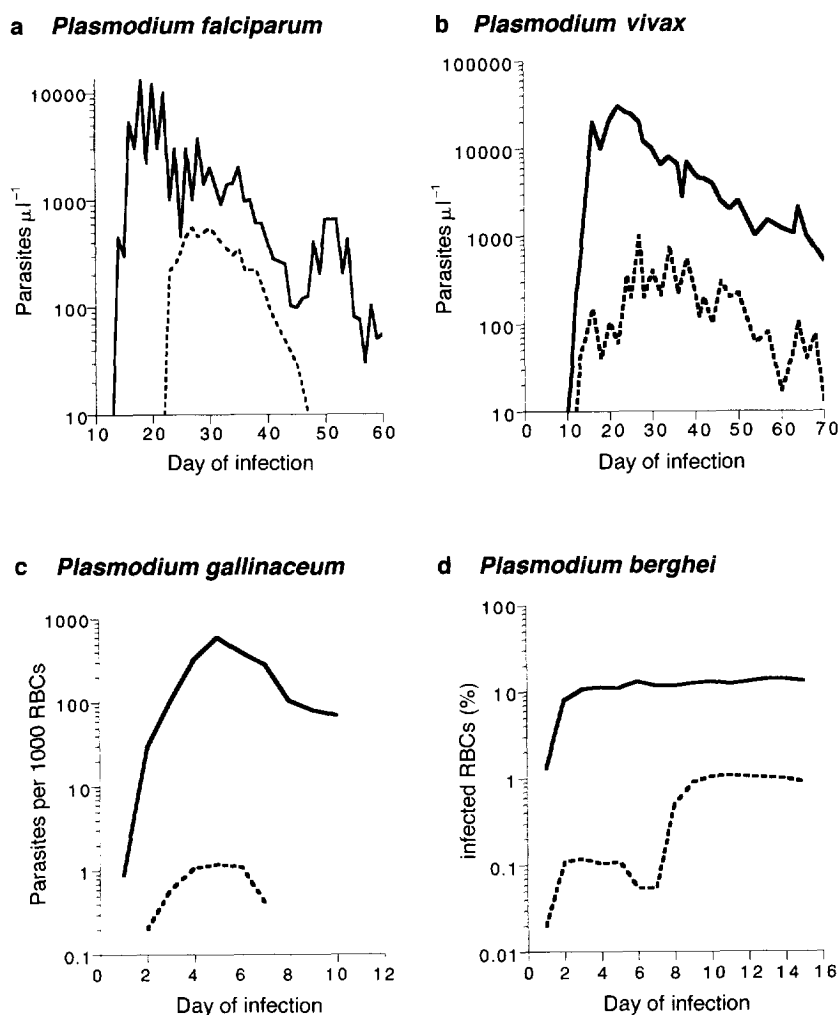 a Plasmodium falciparum
Parasites µl⁻¹
10000
1000
100
10
10 20 30 40 50 60
Day of infection
b Plasmodium vivax
Parasites µl⁻¹
100000
10000
1000
100
10
0 10 20 30 40 50 60 70
Day of infection
c Plasmodium gallinaceum
Parasites per 1000 RBCs
1000
100
10
1
0.1
0 2 4 6 8 10 12
Day of infection
d Plasmodium berghei
infected RBCs (%)
100
10
1
0.1
0.01
0 2 4 6 8 10 12 14 16
Day of infection